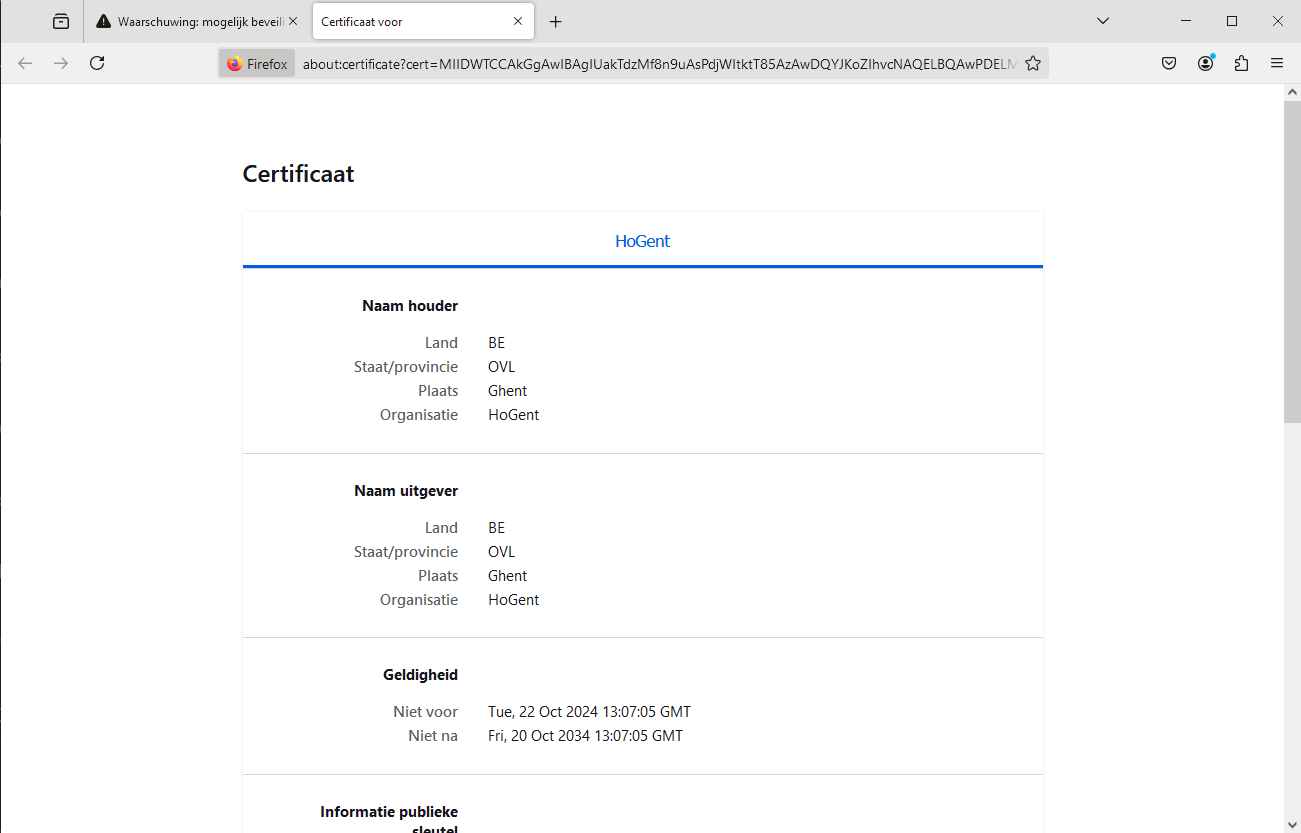 Waarschuwing: mogelijk beveili
Certificaat voor
Firefox about:certificate?cert=MIIDWTCCAkGgAwIBAgIUakTdzMf8n9uAsPdjWItktT85AzAwDQYJKoZIhvcNAQELBQAwPDELM
Certificaat
HoGent
Naam houder
Land BE
Staat/provincie OVL
Plaats Ghent
Organisatie HoGent
Naam uitgever
Land BE
Staat/provincie OVL
Plaats Ghent
Organisatie HoGent
Geldigheid
Niet voor Tue, 22 Oct 2024 13:07:05 GMT
Niet na Fri, 20 Oct 2034 13:07:05 GMT
Informatie publieke
sleutel